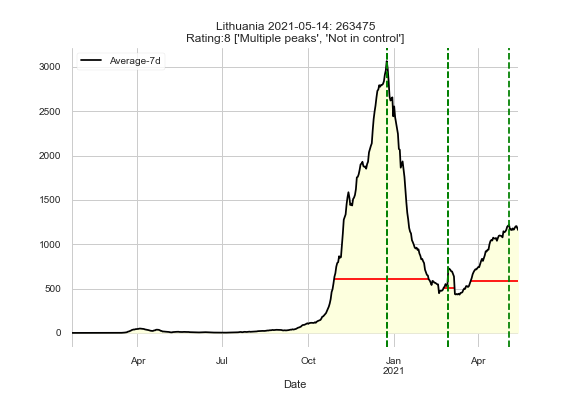 Lithuania 2021-05-14: 263475
Rating:8 ['Multiple peaks', 'Not in control']
Average-7d
3000
2500
2000
1500
1000
500
0
Apr
Jul
Oct
Jan
2021
Apr
Date